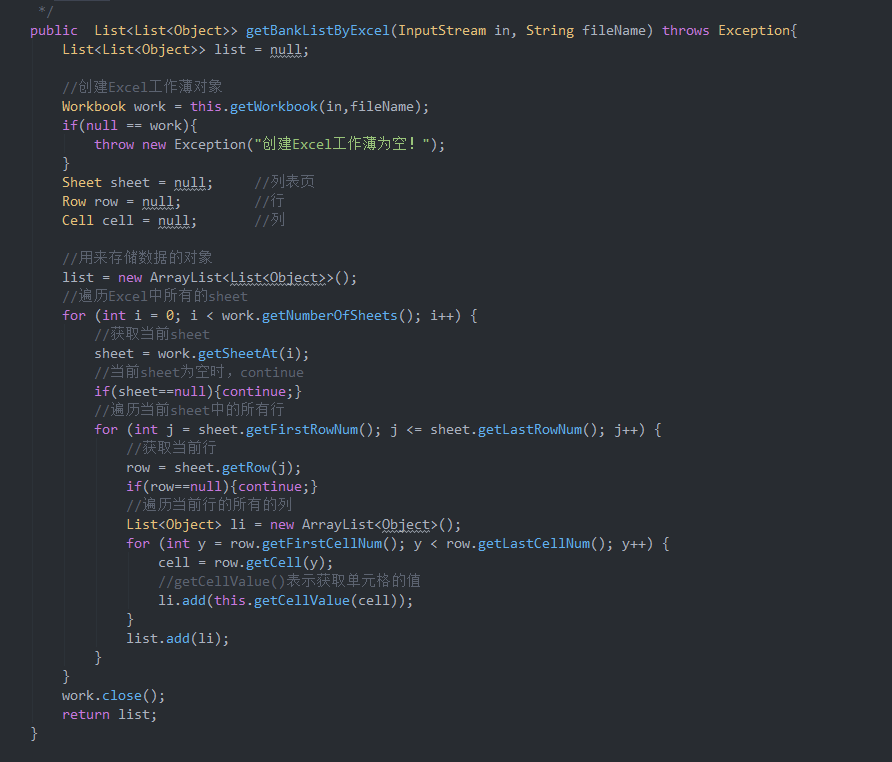 */
public  List<List<Object>> getBankListByExcel(InputStream in, String fileName) throws Exception{
    List<List<Object>> list = null;

    //创建Excel工作薄对象
    Workbook work = this.getWorkbook(in,fileName);
    if(null == work){
        throw new Exception("创建Excel工作薄为空！");
    }
    Sheet sheet = null;     //列表页
    Row row = null;         //行
    Cell cell = null;       //列

    //用来存储数据的对象
    list = new ArrayList<List<Object>>();
    //遍历Excel中所有的sheet
    for (int i = 0; i < work.getNumberOfSheets(); i++) {
        //获取当前sheet
        sheet = work.getSheetAt(i);
        //当前sheet为空时，continue
        if(sheet==null){continue;}
        //遍历当前sheet中的所有行
        for (int j = sheet.getFirstRowNum(); j <= sheet.getLastRowNum(); j++) {
            //获取当前行
            row = sheet.getRow(j);
            if(row==null){continue;}
            //遍历当前行的所有的列
            List<Object> li = new ArrayList<Object>();
            for (int y = row.getFirstCellNum(); y < row.getLastCellNum(); y++) {
                cell = row.getCell(y);
                //getCellValue()表示获取单元格的值
                li.add(this.getCellValue(cell));
            }
            list.add(li);
        }
    }
    work.close();
    return list;
}